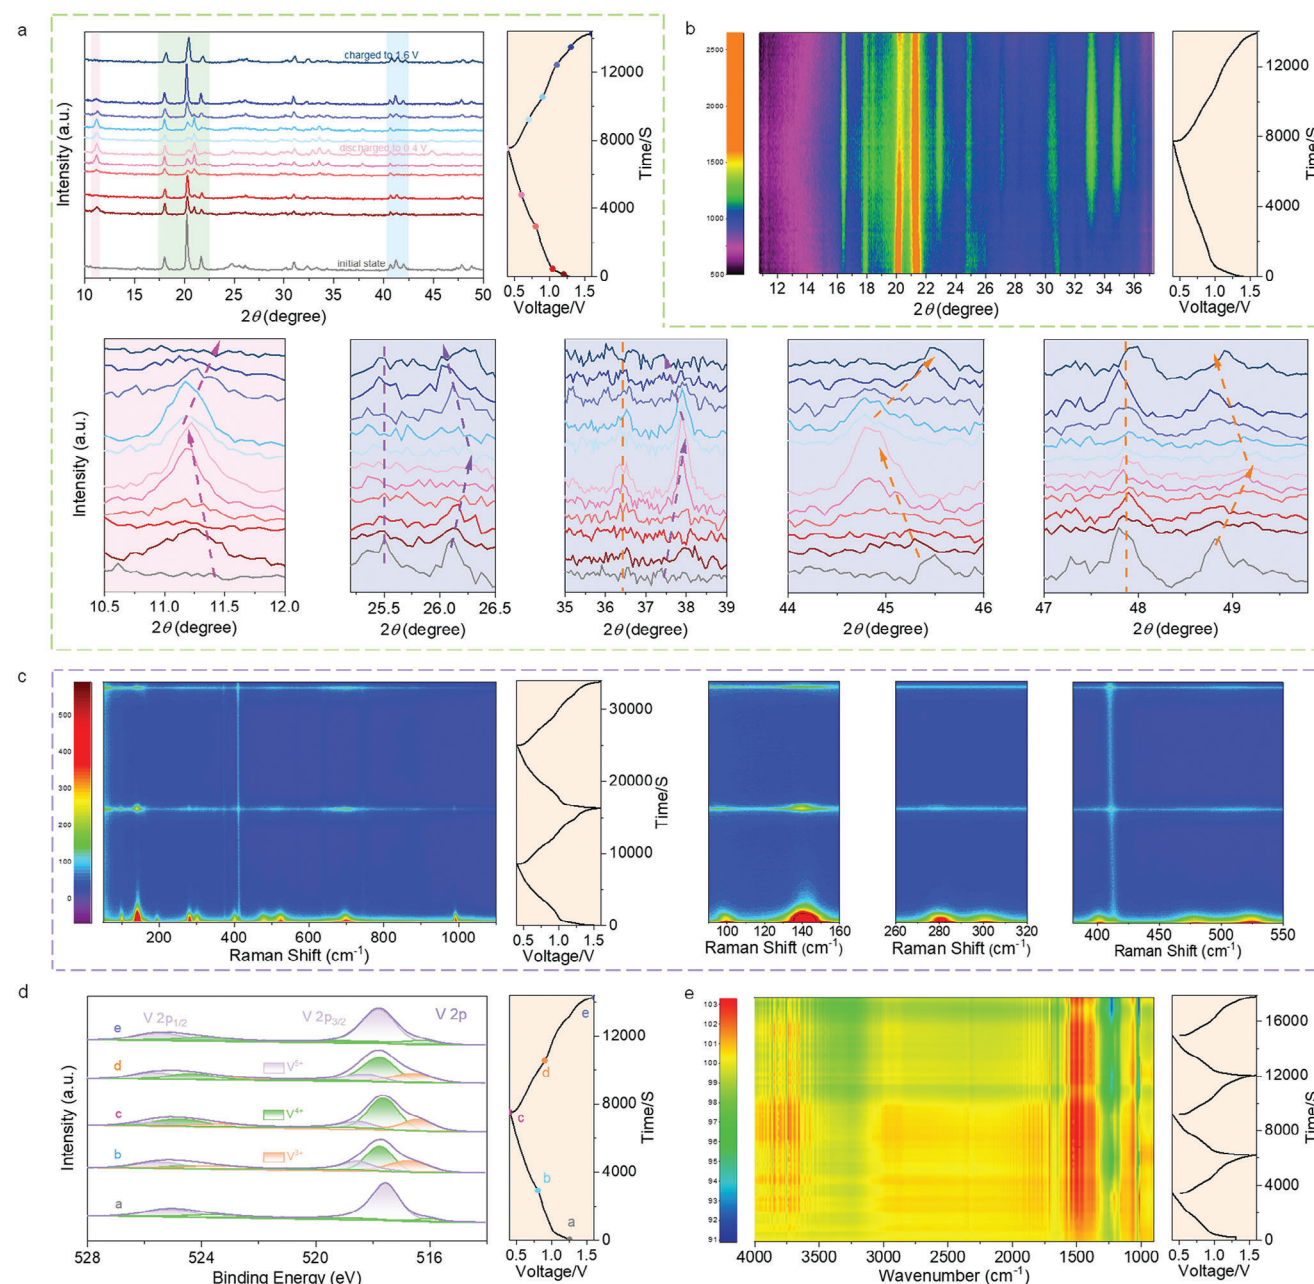 a
charged to 1.6 V
discharged to 0.4 V
initial state
Intensity (a.u.)
10 15 20 25 30 35 40 45 50
2θ (degree)
12000
8000
4000
0
Time/S
0.5 1.0 1.5
Voltage/V
b
2500
2000
1500
1000
500
12 14 16 18 20 22 24 26 28 30 32 34 36
2θ (degree)
12000
8000
4000
0
Time/S
0.5 1.0 1.5
Voltage/V
Intensity (a.u.)
10.5 11.0 11.5 12.0
2θ (degree)
25.5 26.0 26.5
2θ (degree)
35 36 37 38 39
2θ (degree)
44 45 46
2θ (degree)
47 48 49
2θ (degree)
c
500
400
300
200
100
0
200 400 600 800 1000
Raman Shift (cm-1)
30000
20000
10000
0
Time/S
0.5 1.0 1.5
Voltage/V
100 120 140 160
Raman Shift (cm-1)
260 280 300 320
Raman Shift (cm-1)
400 450 500 550
Raman Shift (cm-1)
d
V 2p1/2
V 2p3/2
V 2p
e
d
c
b
a
V5+
V4+
V3+
Intensity (a.u.)
528 524 520 516
Binding Energy (eV)
e
d
c
b
a
12000
8000
4000
0
Time/S
0.5 1.0 1.5
Voltage/V
e
103
102
101
100
99
98
97
96
95
94
93
92
91
4000 3500 3000 2500 2000 1500 1000
Wavenumber (cm-1)
16000
12000
8000
4000
0
Time/S
0.5 1.0 1.5
Voltage/V